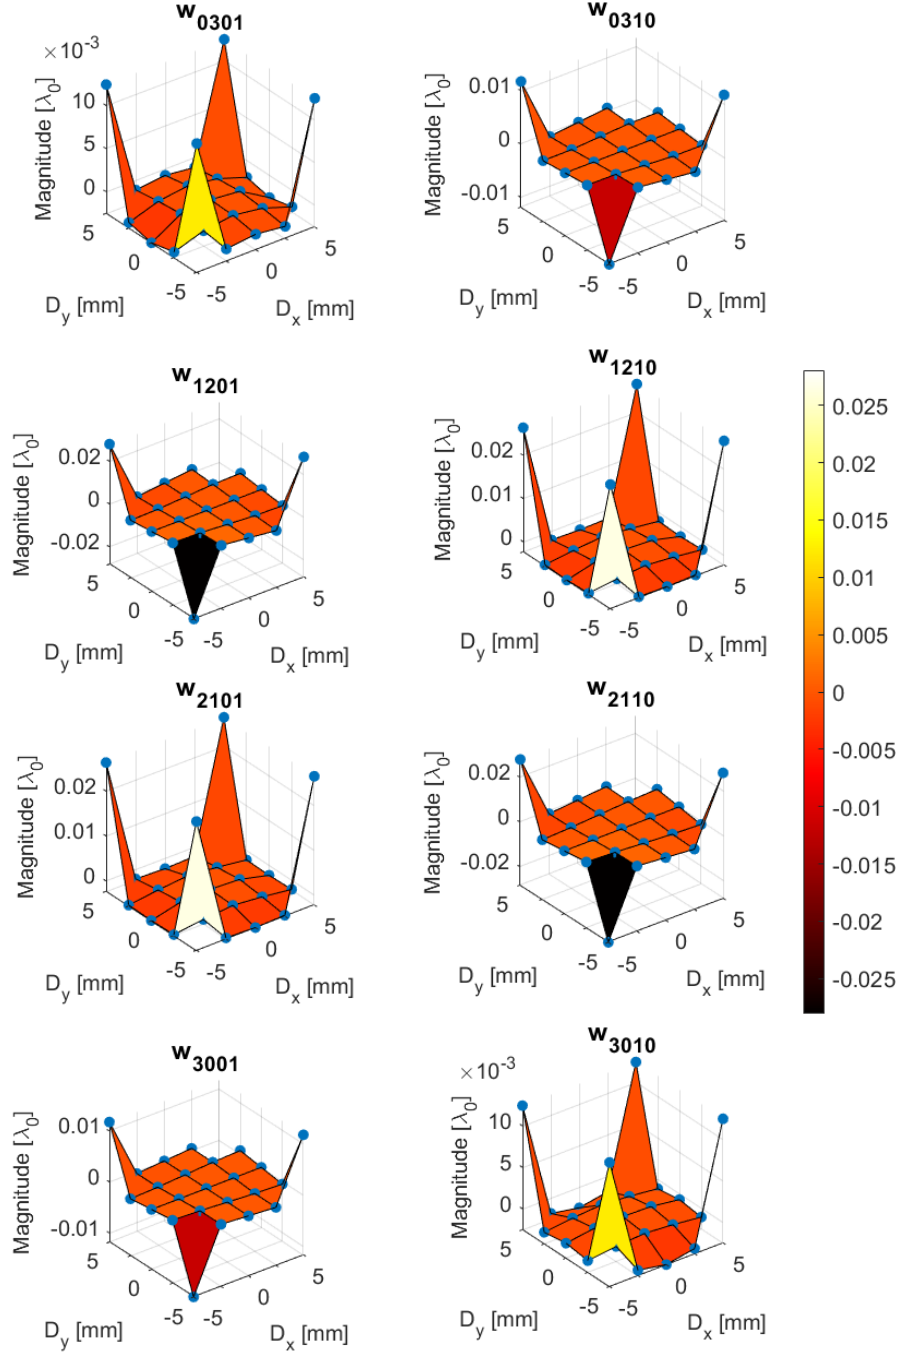 w0301
×10-3
Magnitude [λ0]
10
5
0
5
0
-5
-5
0
5
Dy [mm]
Dx [mm]
w0310
Magnitude [λ0]
0.01
0
-0.01
5
0
-5
-5
0
5
Dy [mm]
Dx [mm]
w1201
Magnitude [λ0]
0.02
0
-0.02
5
0
-5
-5
0
5
Dy [mm]
Dx [mm]
w1210
Magnitude [λ0]
0.02
0.01
0
5
0
-5
-5
0
5
Dy [mm]
Dx [mm]
w2101
Magnitude [λ0]
0.02
0.01
0
5
0
-5
-5
0
5
Dy [mm]
Dx [mm]
w2110
Magnitude [λ0]
0.02
0
-0.02
5
0
-5
-5
0
5
Dy [mm]
Dx [mm]
w3001
Magnitude [λ0]
0.01
0
-0.01
5
0
-5
-5
0
5
Dy [mm]
Dx [mm]
w3010
×10-3
Magnitude [λ0]
10
5
0
5
0
-5
-5
0
5
Dy [mm]
Dx [mm]
0.025
0.02
0.015
0.01
0.005
0
-0.005
-0.01
-0.015
-0.02
-0.025